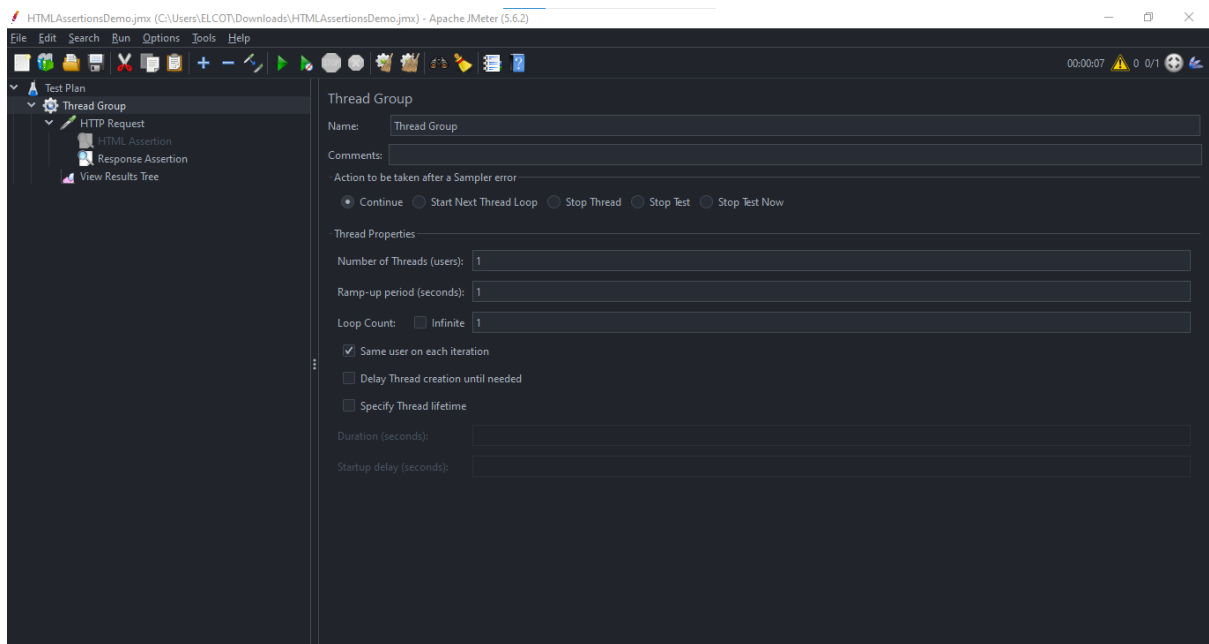 HTMLAssertionsDemo.jmx (C:\Users\ELCOT\Downloads\HTMLAssertionsDemo.jmx) - Apache JMeter (5.6.2)
File Edit Search Run Options Tools Help
00:00:07 0 0/1
Test Plan
Thread Group
HTTP Request
HTML Assertion
Response Assertion
View Results Tree
Thread Group
Name: Thread Group
Comments:
Action to be taken after a Sampler error
Continue Start Next Thread Loop Stop Thread Stop Test Stop Test Now
Thread Properties
Number of Threads (users): 1
Ramp-up period (seconds): 1
Loop Count: Infinite 1
Same user on each iteration
Delay Thread creation until needed
Specify Thread lifetime
Duration (seconds):
Startup delay (seconds):